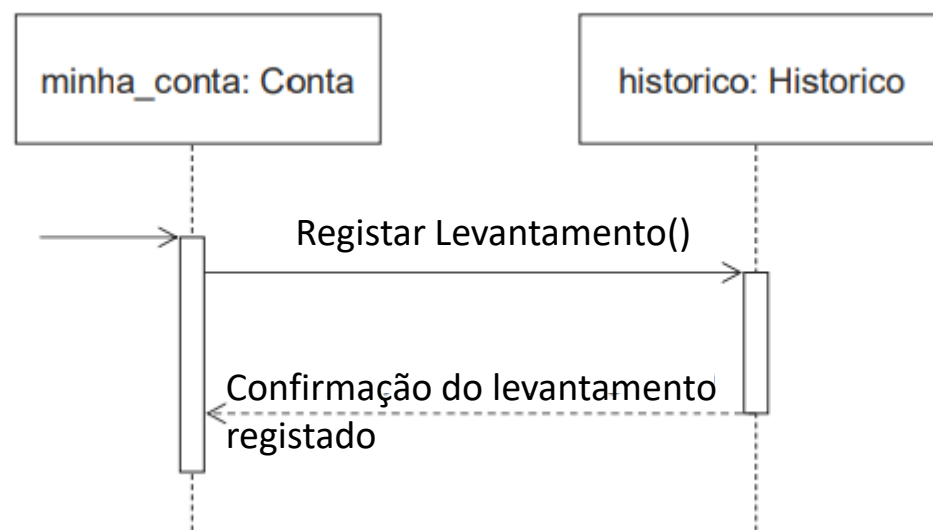 minha_conta: Conta
historico: Historico
Registar Levantamento()
Confirmação do levantamento
registado